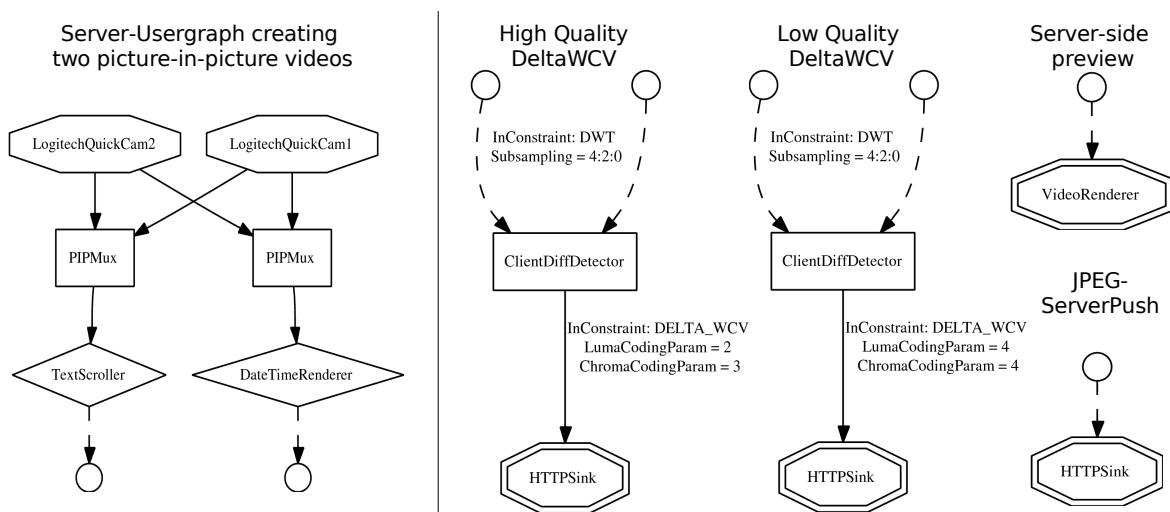 Server-Usergraph creating
two picture-in-picture videos
LogitechQuickCam2
LogitechQuickCam1
PIPMux
PIPMux
TextScroller
DateTimeRenderer
High Quality
DeltaWCV
InConstraint: DWT
Subsampling = 4:2:0
ClientDiffDetector
InConstraint: DELTA_WCV
LumaCodingParam = 2
ChromaCodingParam = 3
HTTPSink
Low Quality
DeltaWCV
InConstraint: DWT
Subsampling = 4:2:0
ClientDiffDetector
InConstraint: DELTA_WCV
LumaCodingParam = 4
ChromaCodingParam = 4
HTTPSink
Server-side
preview
VideoRenderer
JPEG-
ServerPush
HTTPSink